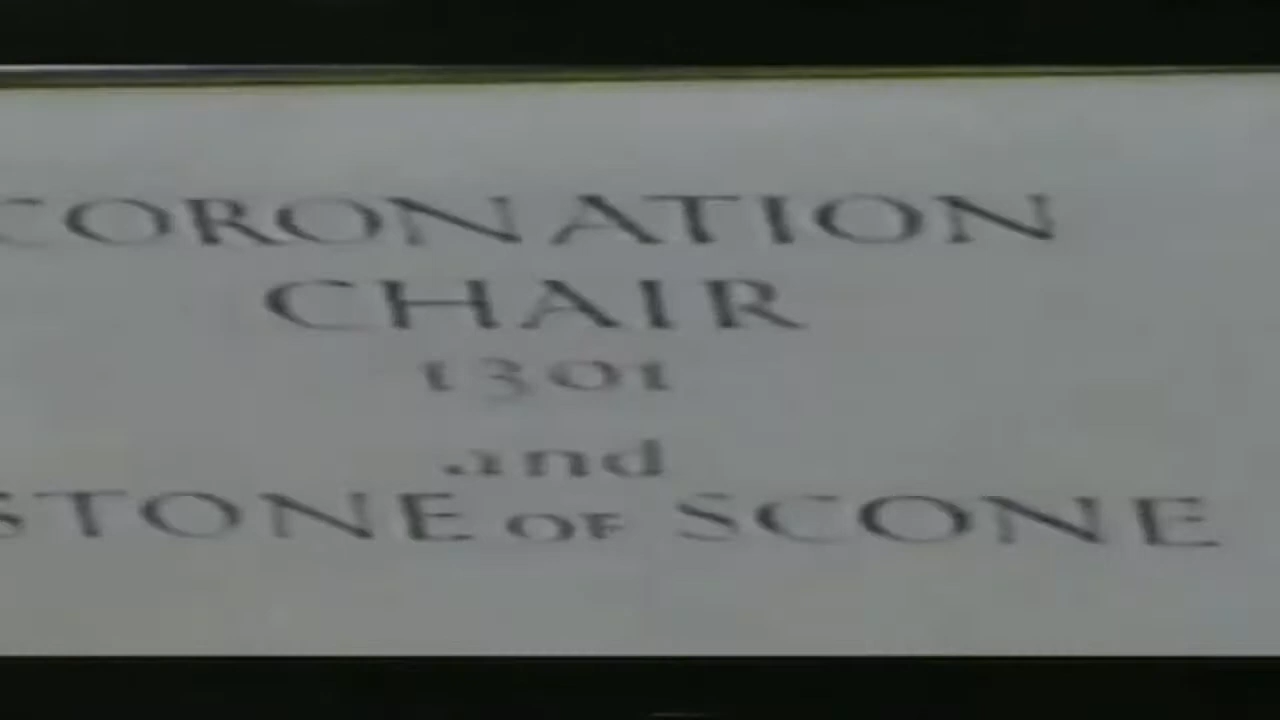 CORONATION
CHAIR
1301
and
STONE OF SCONE